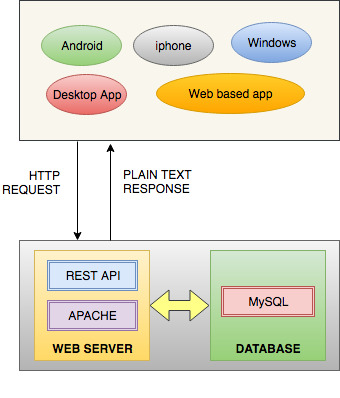 Android
iphone
Windows
Desktop App
Web based app
HTTP
REQUEST
PLAIN TEXT
RESPONSE
REST API
APACHE
WEB SERVER
MySQL
DATABASE